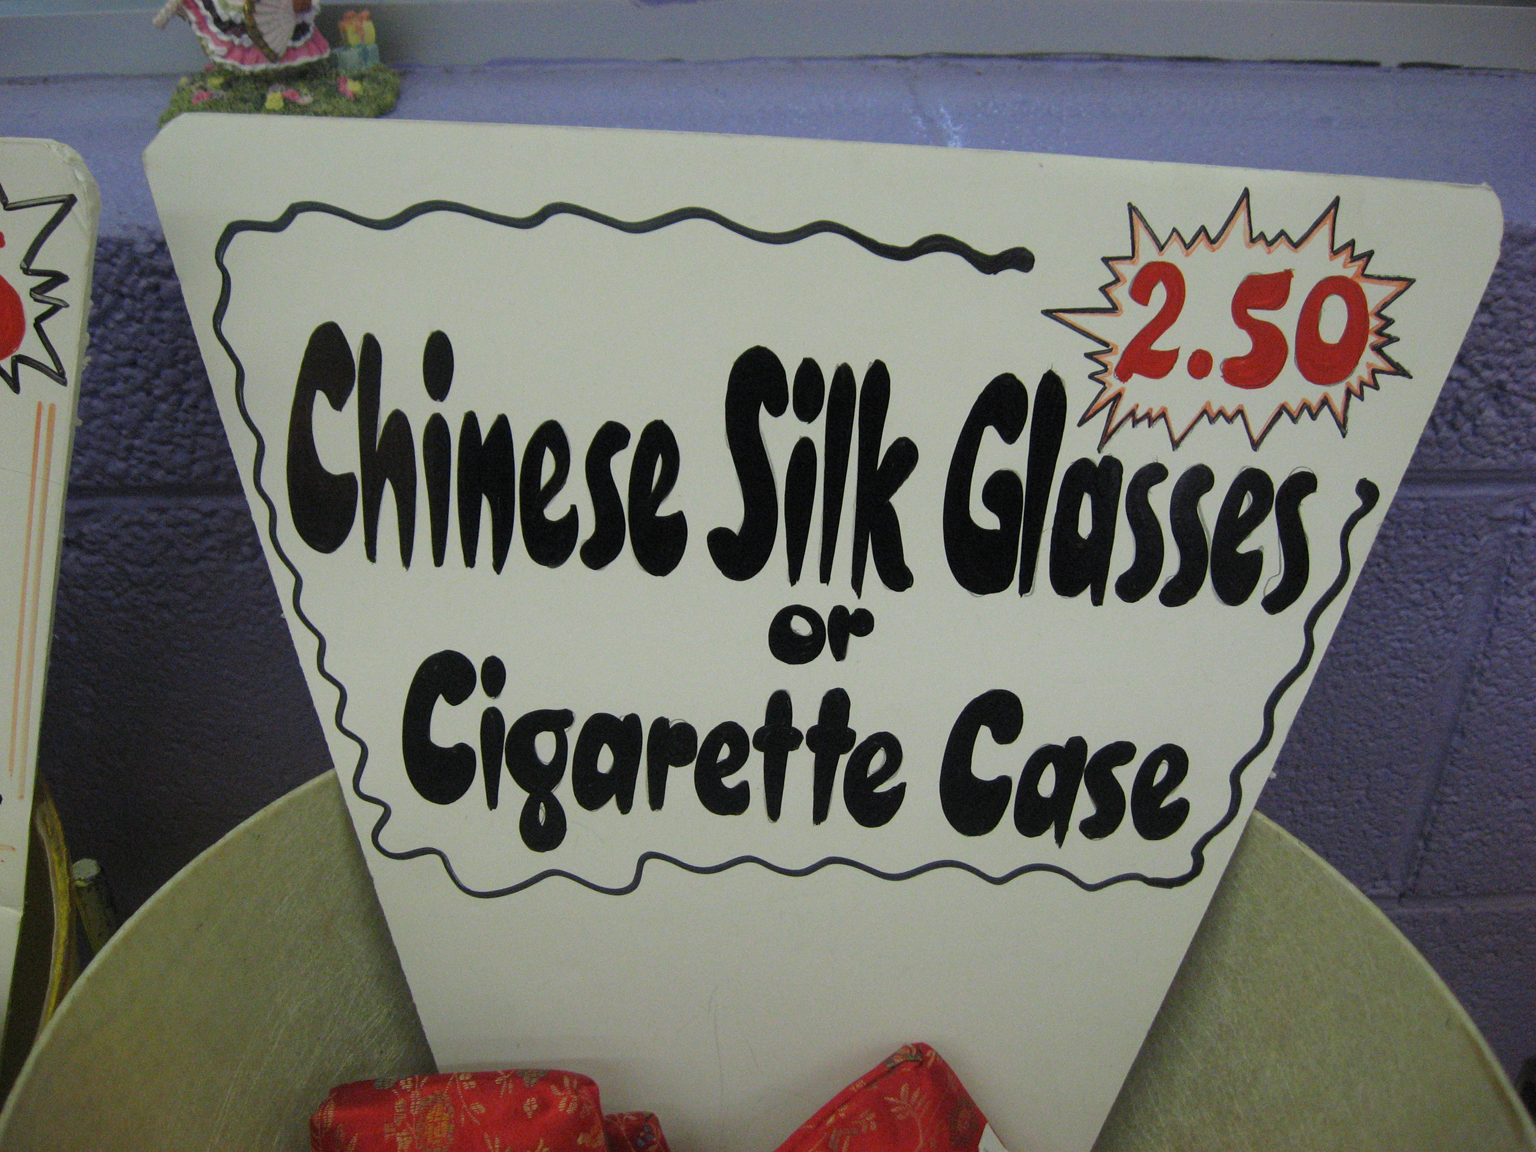 2.50
Chinese Silk Glasses
or
Cigarette Case